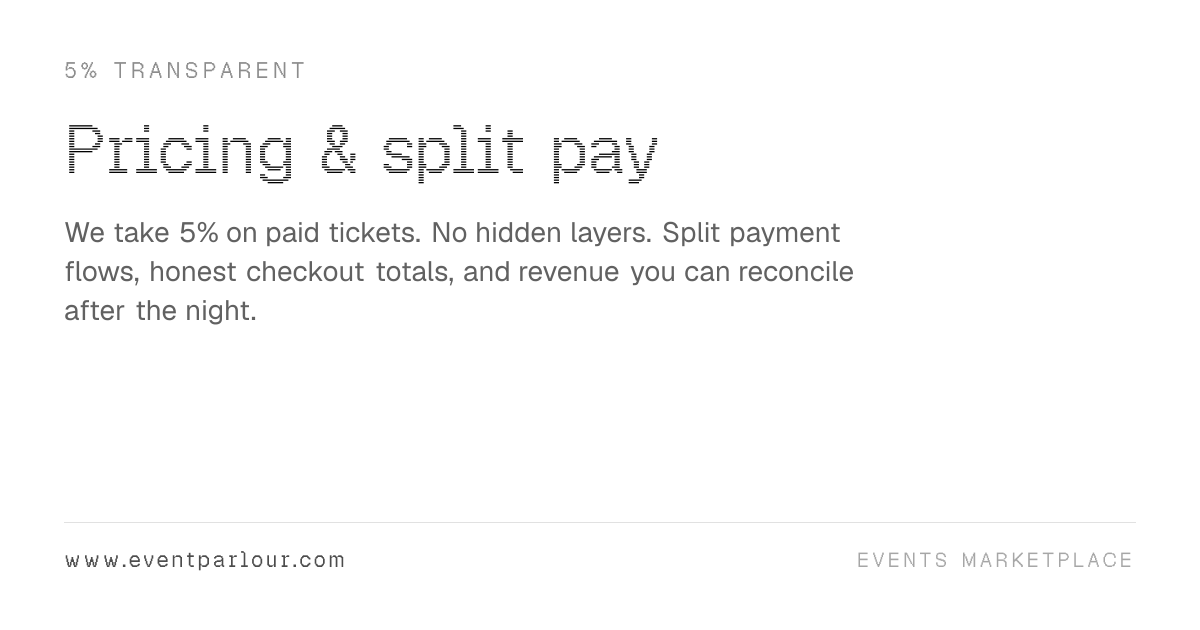 5% TRANSPARENT
Pricing & split pay
We take 5% on paid tickets. No hidden layers. Split payment
flows, honest checkout totals, and revenue you can reconcile
after the night.
www.eventparlour.com
EVENTS MARKETPLACE